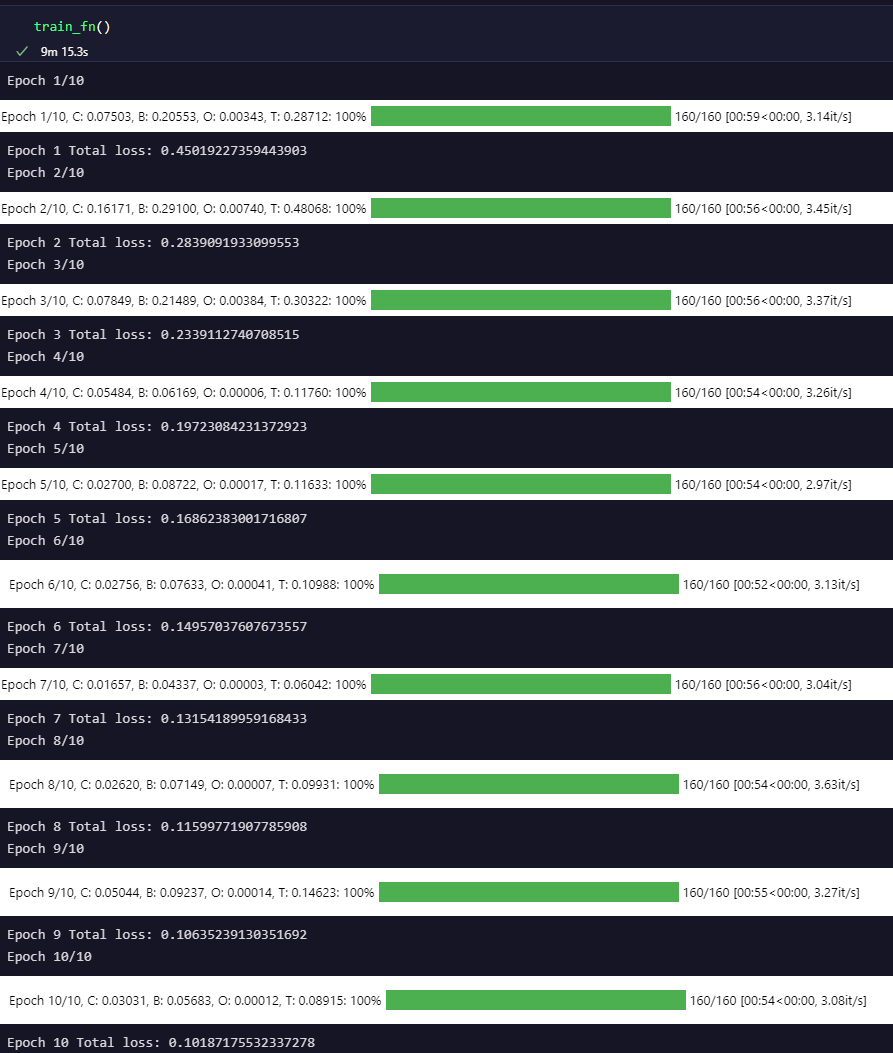 train_fn()
✓ 9m 15.3s
Epoch 1/10
Epoch 1/10, C: 0.07503, B: 0.20553, O: 0.00343, T: 0.28712: 100% 160/160 [00:59<00:00, 3.14it/s]
Epoch 1 Total loss: 0.45019227359443903
Epoch 2/10
Epoch 2/10, C: 0.16171, B: 0.29100, O: 0.00740, T: 0.48068: 100% 160/160 [00:56<00:00, 3.45it/s]
Epoch 2 Total loss: 0.2839091933099553
Epoch 3/10
Epoch 3/10, C: 0.07849, B: 0.21489, O: 0.00384, T: 0.30322: 100% 160/160 [00:56<00:00, 3.37it/s]
Epoch 3 Total loss: 0.2339112740708515
Epoch 4/10
Epoch 4/10, C: 0.05484, B: 0.06169, O: 0.00006, T: 0.11760: 100% 160/160 [00:54<00:00, 3.26it/s]
Epoch 4 Total loss: 0.19723084231372923
Epoch 5/10
Epoch 5/10, C: 0.02700, B: 0.08722, O: 0.00017, T: 0.11633: 100% 160/160 [00:54<00:00, 2.97it/s]
Epoch 5 Total loss: 0.16862383001716807
Epoch 6/10
Epoch 6/10, C: 0.02756, B: 0.07633, O: 0.00041, T: 0.10988: 100% 160/160 [00:52<00:00, 3.13it/s]
Epoch 6 Total loss: 0.14957037607673557
Epoch 7/10
Epoch 7/10, C: 0.01657, B: 0.04337, O: 0.00003, T: 0.06042: 100% 160/160 [00:56<00:00, 3.04it/s]
Epoch 7 Total loss: 0.13154189959168433
Epoch 8/10
Epoch 8/10, C: 0.02620, B: 0.07149, O: 0.00007, T: 0.09931: 100% 160/160 [00:54<00:00, 3.63it/s]
Epoch 8 Total loss: 0.11599771907785908
Epoch 9/10
Epoch 9/10, C: 0.05044, B: 0.09237, O: 0.00014, T: 0.14623: 100% 160/160 [00:55<00:00, 3.27it/s]
Epoch 9 Total loss: 0.10635239130351692
Epoch 10/10
Epoch 10/10, C: 0.03031, B: 0.05683, O: 0.00012, T: 0.08915: 100% 160/160 [00:54<00:00, 3.08it/s]
Epoch 10 Total loss: 0.10187175532337278